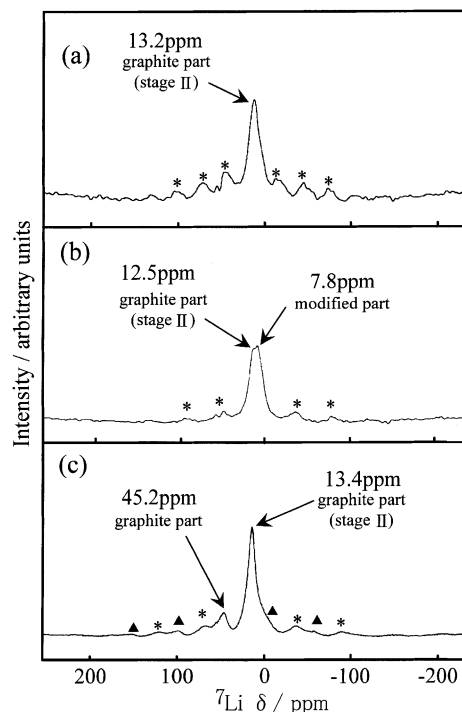 (a)
13.2ppm
graphite part
(stage II)
* * * * * *
(b)
12.5ppm
graphite part
(stage II)
7.8ppm
modified part
* * * *
(c)
45.2ppm
graphite part
13.4ppm
graphite part
(stage II)
▲ * ▲ * ▲ * ▲ *
Intensity / arbitrary units
200 100 0 -100 -200
⁷Li δ / ppm